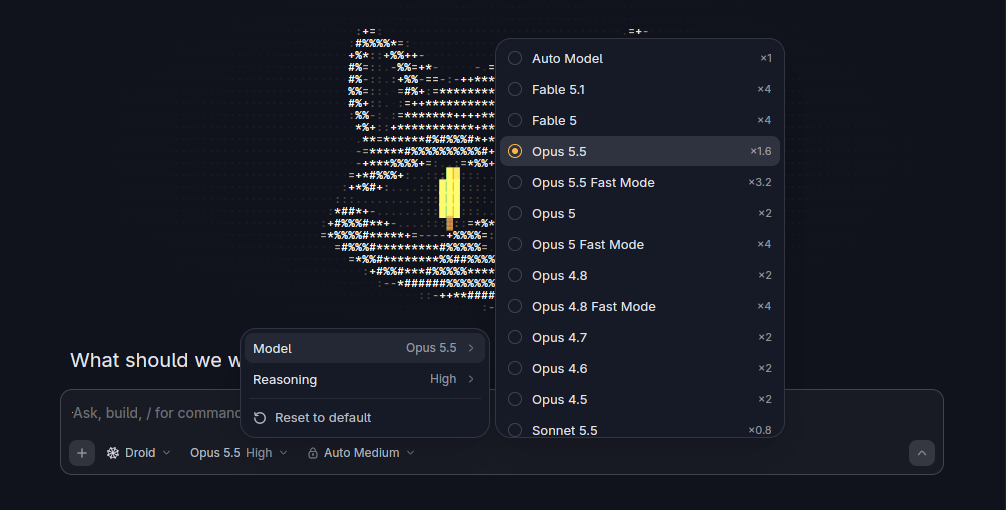 Auto Model ×1
Fable 5.1 ×4
Fable 5 ×4
Opus 5.5 ×1.6
Opus 5.5 Fast Mode ×3.2
Opus 5 ×2
Opus 5 Fast Mode ×4
Opus 4.8 ×2
Opus 4.8 Fast Mode ×4
Opus 4.7 ×2
Opus 4.6 ×2
Opus 4.5 ×2
Sonnet 5.5 ×0.8
What should we w
Model Opus 5.5
Reasoning High
Reset to default
Ask, build, / for command
Droid Opus 5.5 High Auto Medium